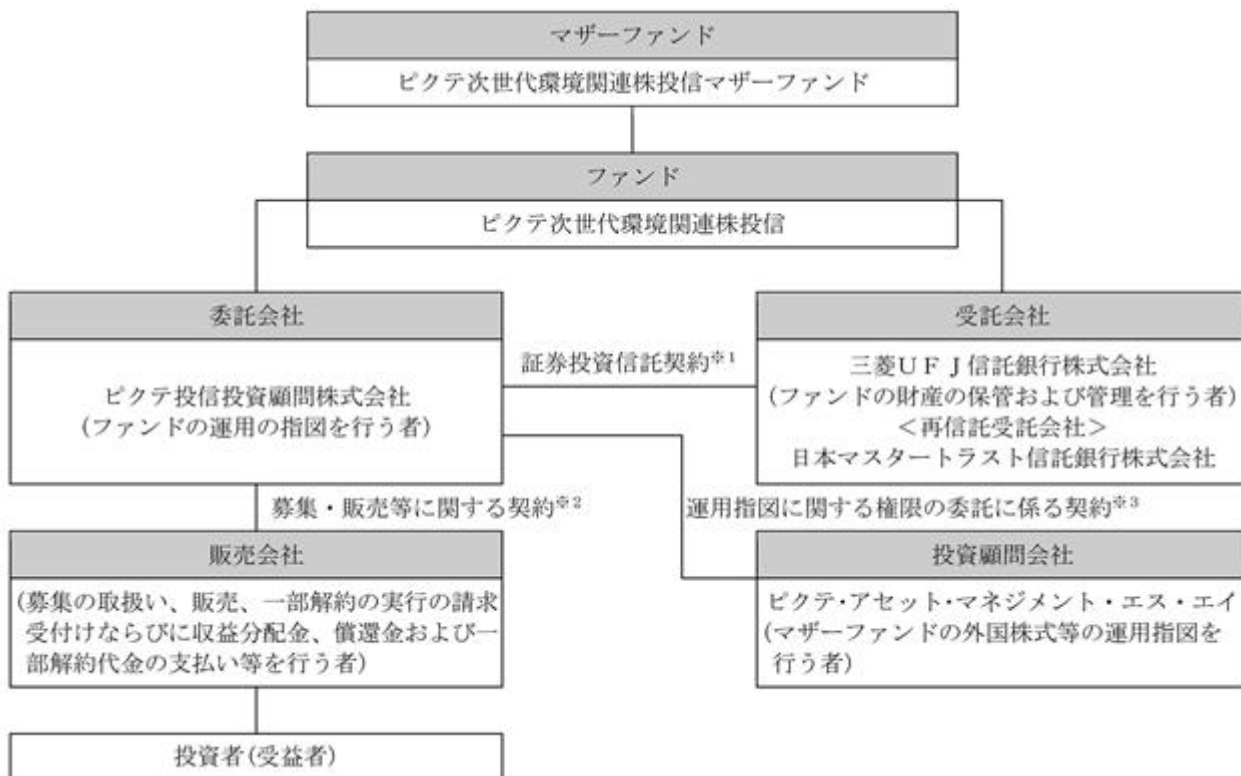 マザーファンド
ピクテ次世代環境関連株投信マザーファンド
ファンド
ピクテ次世代環境関連株投信
委託会社
ピクテ投信投資顧問株式会社
(ファンドの運用の指図を行う者)
証券投資信託契約※1
受託会社
三菱UFJ信託銀行株式会社
(ファンドの財産の保管および管理を行う者)
<再信託受託会社>
日本マスタートラスト信託銀行株式会社
募集・販売等に関する契約※2
運用指図に関する権限の委託に係る契約※3
販売会社
(募集の取扱い、販売、一部解約の実行の請求
受付けならびに収益分配金、償還金および一
部解約代金の支払い等を行う者)
投資顧問会社
ピクテ・アセット・マネジメント・エス・エイ
(マザーファンドの外国株式等の運用指図を
行う者)
投資者(受益者)